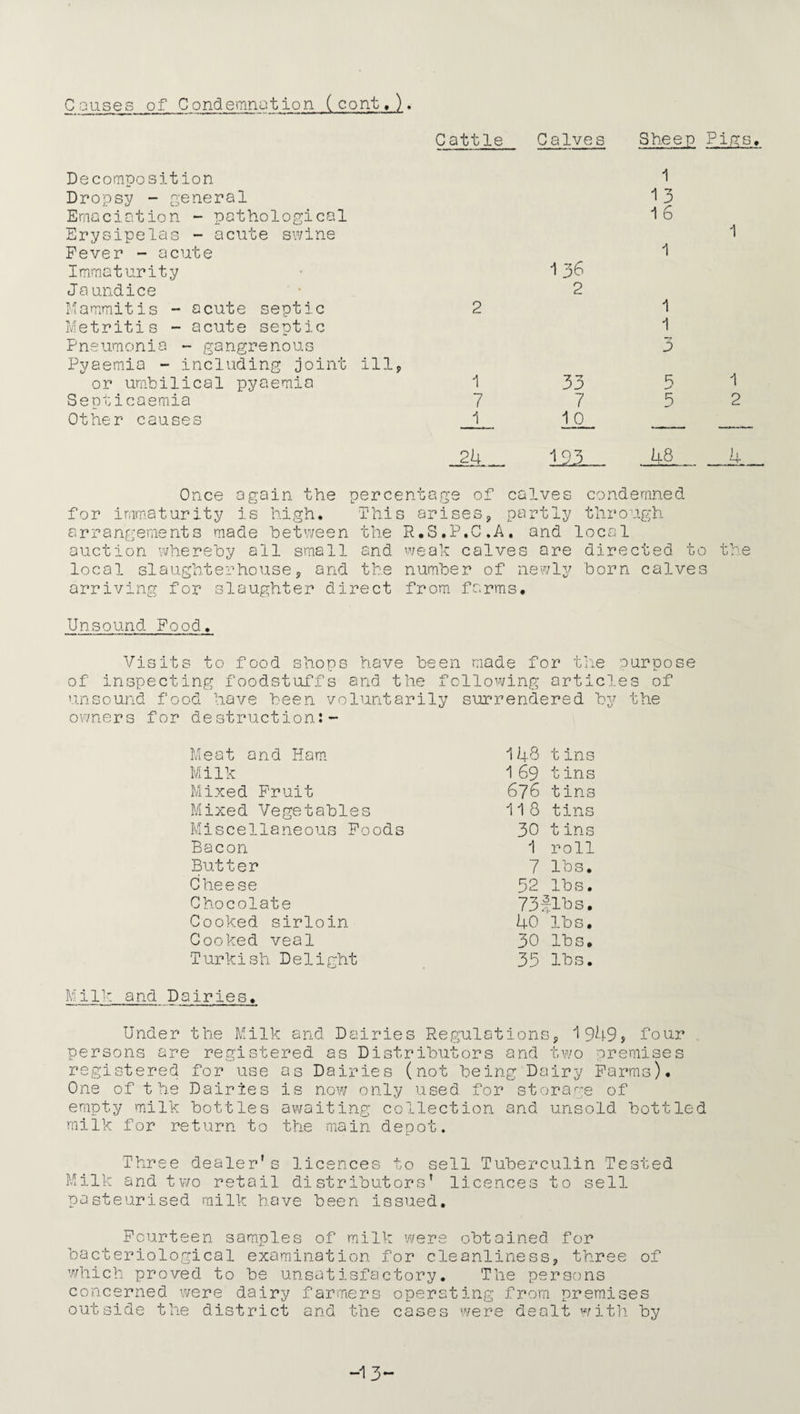 Causes of Condemnation (cont.).
Cattle Calves Sheep Pigs.
Decomposition 1
Dropsy - general 13
Emaciation - pathological 16
Erysipelas - acute swine 1
Fever - acute 1
Immaturity 136
Jaundice 2
Mammitis - acute septic 2 1
Metritis - acute septic 1
Pneumonia - gangrenous 3
Pyaemia - including joint ill,
or umbilical pyaemia 1 33 5 1
Septicaemia 7 7 5 2
Other causes 1 10
24 193 48 4
Once again the percentage of calves condemned
for immaturity is high. This arises, partly through
arrangements made between the R.S.P.C.A. and local
auction whereby all small and weak calves are directed to the
local slaughterhouse, and the number of newly born calves
arriving for slaughter direct from farms.
Unsound Food.
Visits to food shops have been made for the purpose
of inspecting foodstuffs and the following articles of
unsound food have been voluntarily surrendered by the
owners for destruction:-
Meat and Ham 148 tins
Milk 169 tins
Mixed Fruit 676 tins
Mixed Vegetables 118 tins
Miscellaneous Foods 30 tins
Bacon 1 roll
Butter 7 lbs.
Cheese 52 lbs.
Chocolate 73¾lbs.
Cooked sirloin 40 lbs.
Cooked veal 30 lbs.
Turkish Delight 35 lbs.
Milk and Dairies.
Under the Milk and Dairies Regulations, 1949, four
persons are registered as Distributors and two premises
registered for use as Dairies (not being Dairy Farms).
One of the Dairies is now only used for storage of
empty milk bottles awaiting collection and unsold bottled
milk for return to the main depot.
Three dealer's licences to sell Tuberculin Tested
Milk and two retail distributors' licences to sell
pasteurised milk have been issued.
Fourteen samples of milk were obtained for
bacteriological examination for cleanliness, three of
which proved to be unsatisfactory. The persons
concerned were dairy farmers operating from premises
outside the district and the cases were dealt with by
-13-